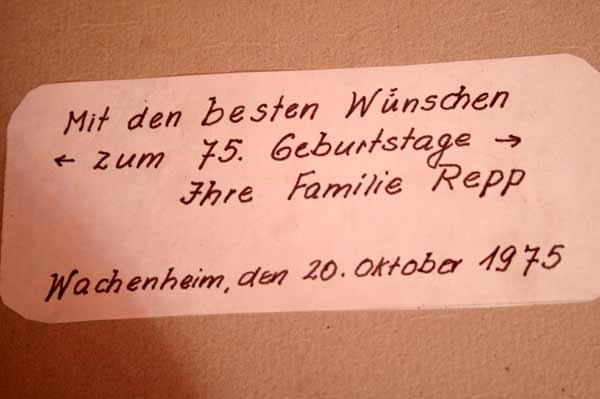 Mit den besten Wünschen
← zum 75. Geburtstage →
Ihre Familie Repp
Wachenheim, den 20. Oktober 1975